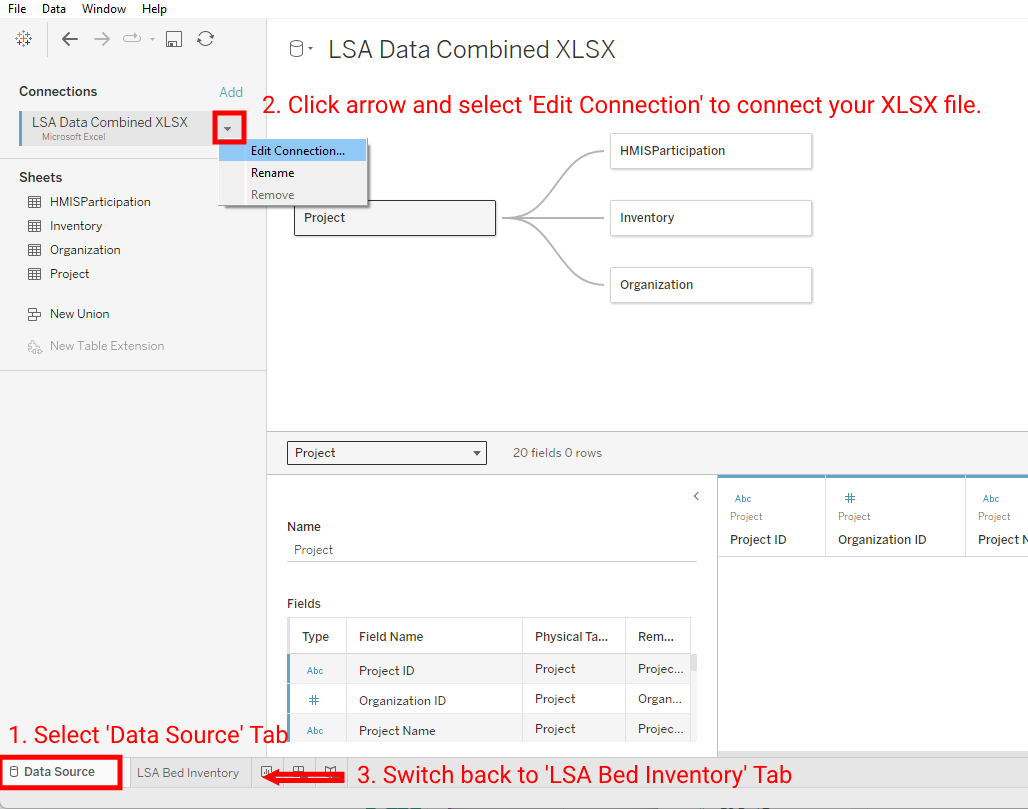 File Data Window Help
LSA Data Combined XLSX
Connections Add
2. Click arrow and select 'Edit Connection' to connect your XLSX file.
LSA Data Combined XLSX
Microsoft Excel
Edit Connection...
Rename
Remove
HMISParticipation
Sheets
HMISParticipation
Inventory
Organization
Project
New Union
New Table Extension
Project
Inventory
Organization
Project
20 fields 0 rows
Name
Project
Fields
Type Field Name Physical Ta... Rem...
Abc Project ID Project Projec...
# Organization ID Project Organ...
Abc Project Name Project Projec...
Abc # Abc
Project Project Project
Project ID Organization ID Project N
1. Select 'Data Source' Tab
Data Source LSA Bed Inventory
3. Switch back to 'LSA Bed Inventory' Tab